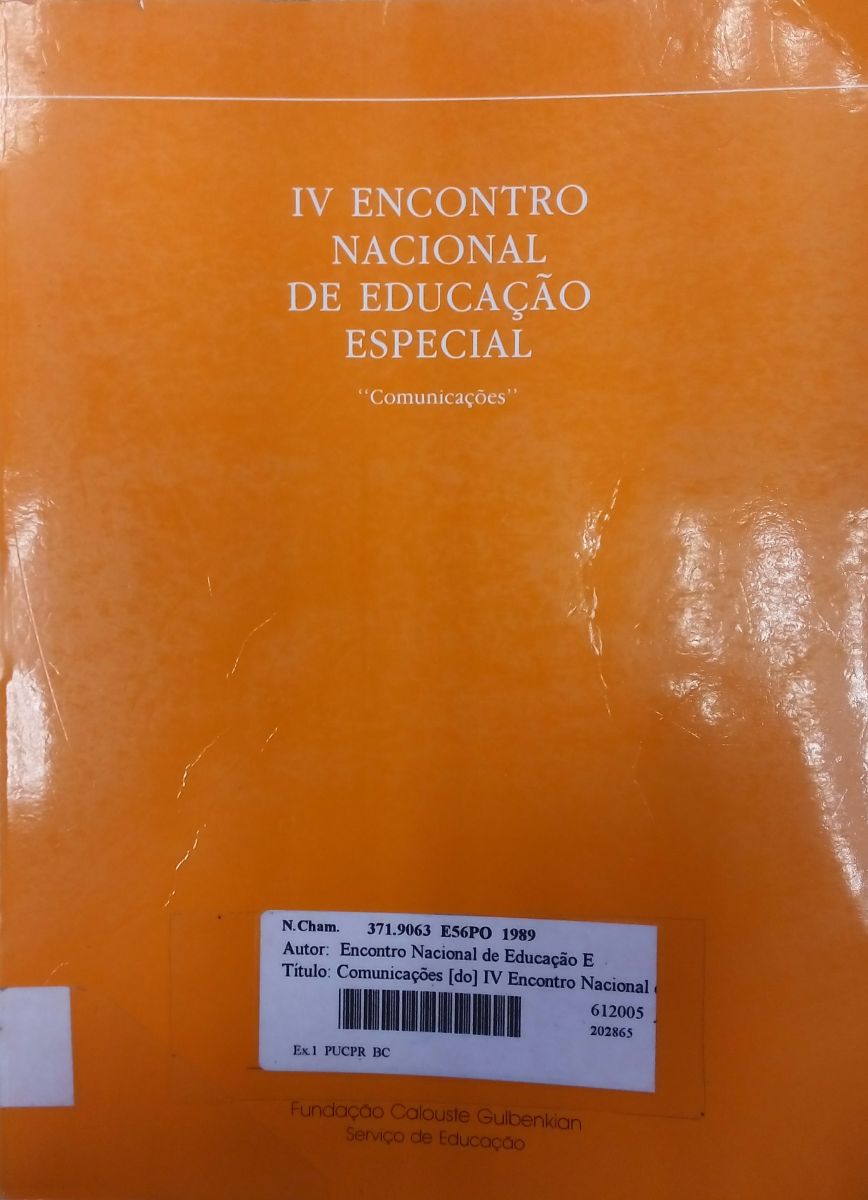 IV ENCONTRO
NACIONAL
DE EDUCAÇÃO
ESPECIAL
‘‘Comunicações’’
N.Cham. 371.9063 E56PO 1989
Autor: Encontro Nacional de Educação E
Título: Comunicações [do] IV Encontro Nacional
612005
202865
Ex.1 PUCPR BC
Fundação Calouste Gulbenkian
Serviço de Educação